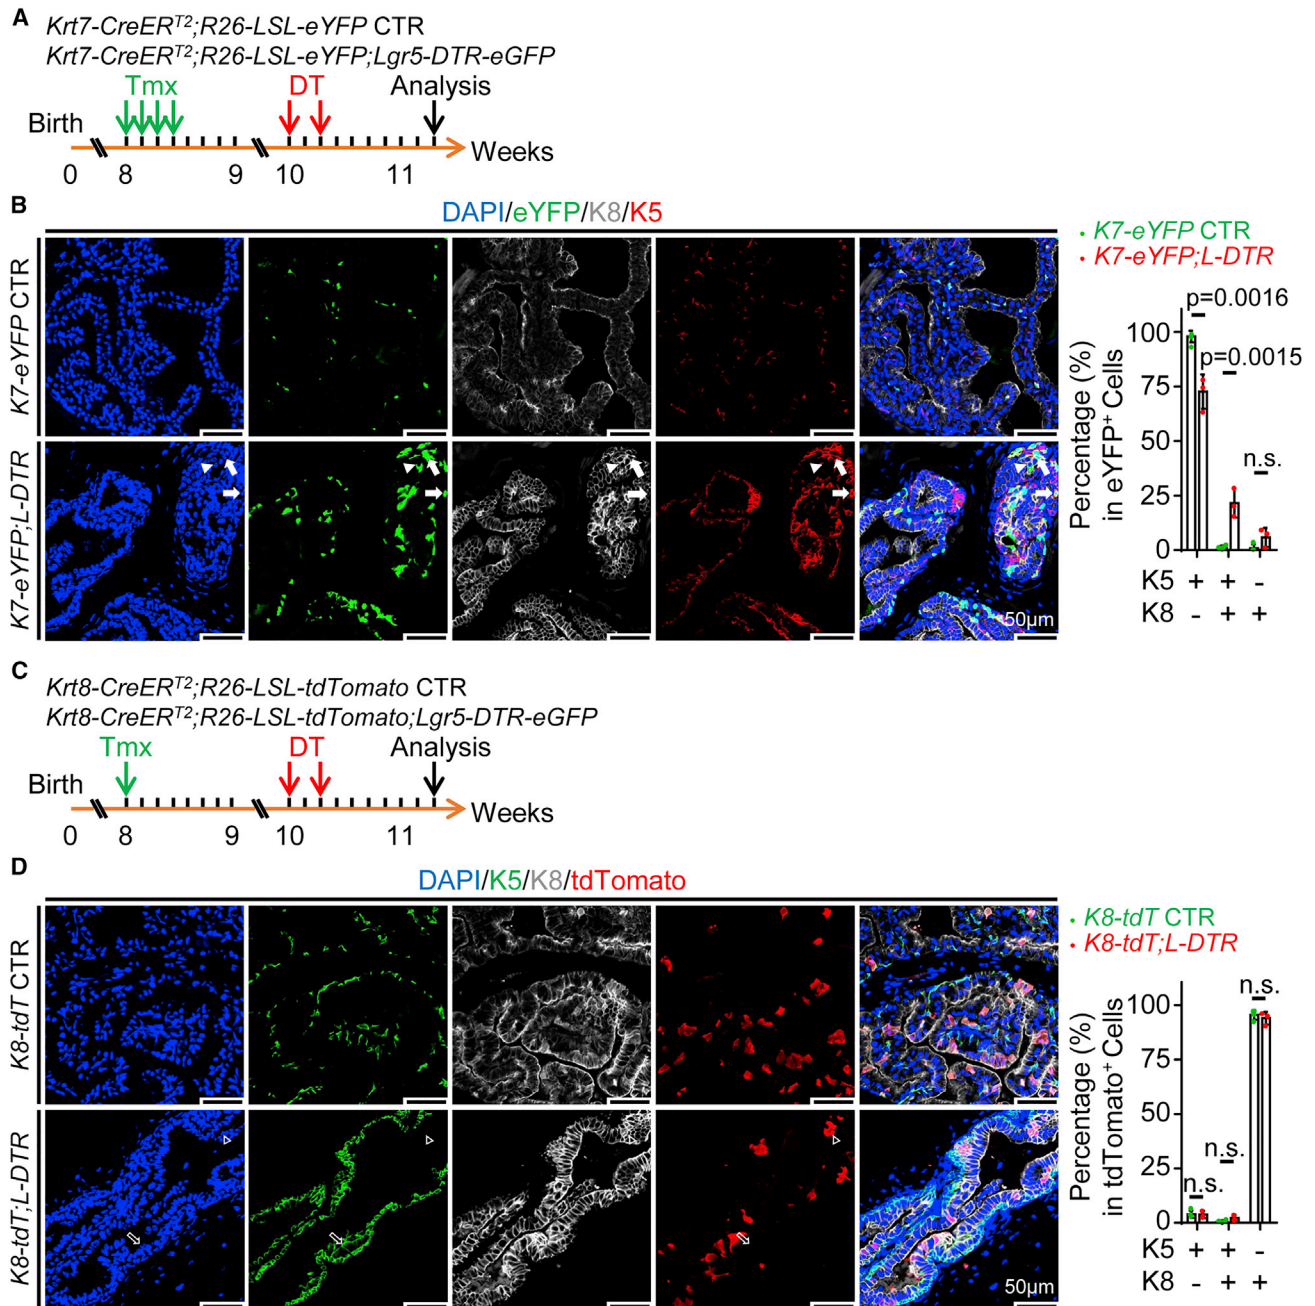 A
Krt7-CreERT2;R26-LSL-eYFP CTR
Krt7-CreERT2;R26-LSL-eYFP;Lgr5-DTR-eGFP
Tmx DT Analysis
Birth
Weeks
0 8 9 10 11
B
DAPI/eYFP/K8/K5
K7-eYFP CTR
K7-eYFP;L-DTR
50µm
K7-eYFP CTR
K7-eYFP;L-DTR
p=0.0016
p=0.0015
n.s.
Percentage (%)
in eYFP+ Cells
100
75
50
25
0
K5 + + -
K8 - + +
C
Krt8-CreERT2;R26-LSL-tdTomato CTR
Krt8-CreERT2;R26-LSL-tdTomato;Lgr5-DTR-eGFP
Tmx DT Analysis
Birth
Weeks
0 8 9 10 11
D
DAPI/K5/K8/tdTomato
K8-tdT CTR
K8-tdT;L-DTR
50µm
K8-tdT CTR
K8-tdT;L-DTR
n.s.
n.s.
n.s.
Percentage (%)
in tdTomato+ Cells
100
75
50
25
0
K5 + + -
K8 - + +